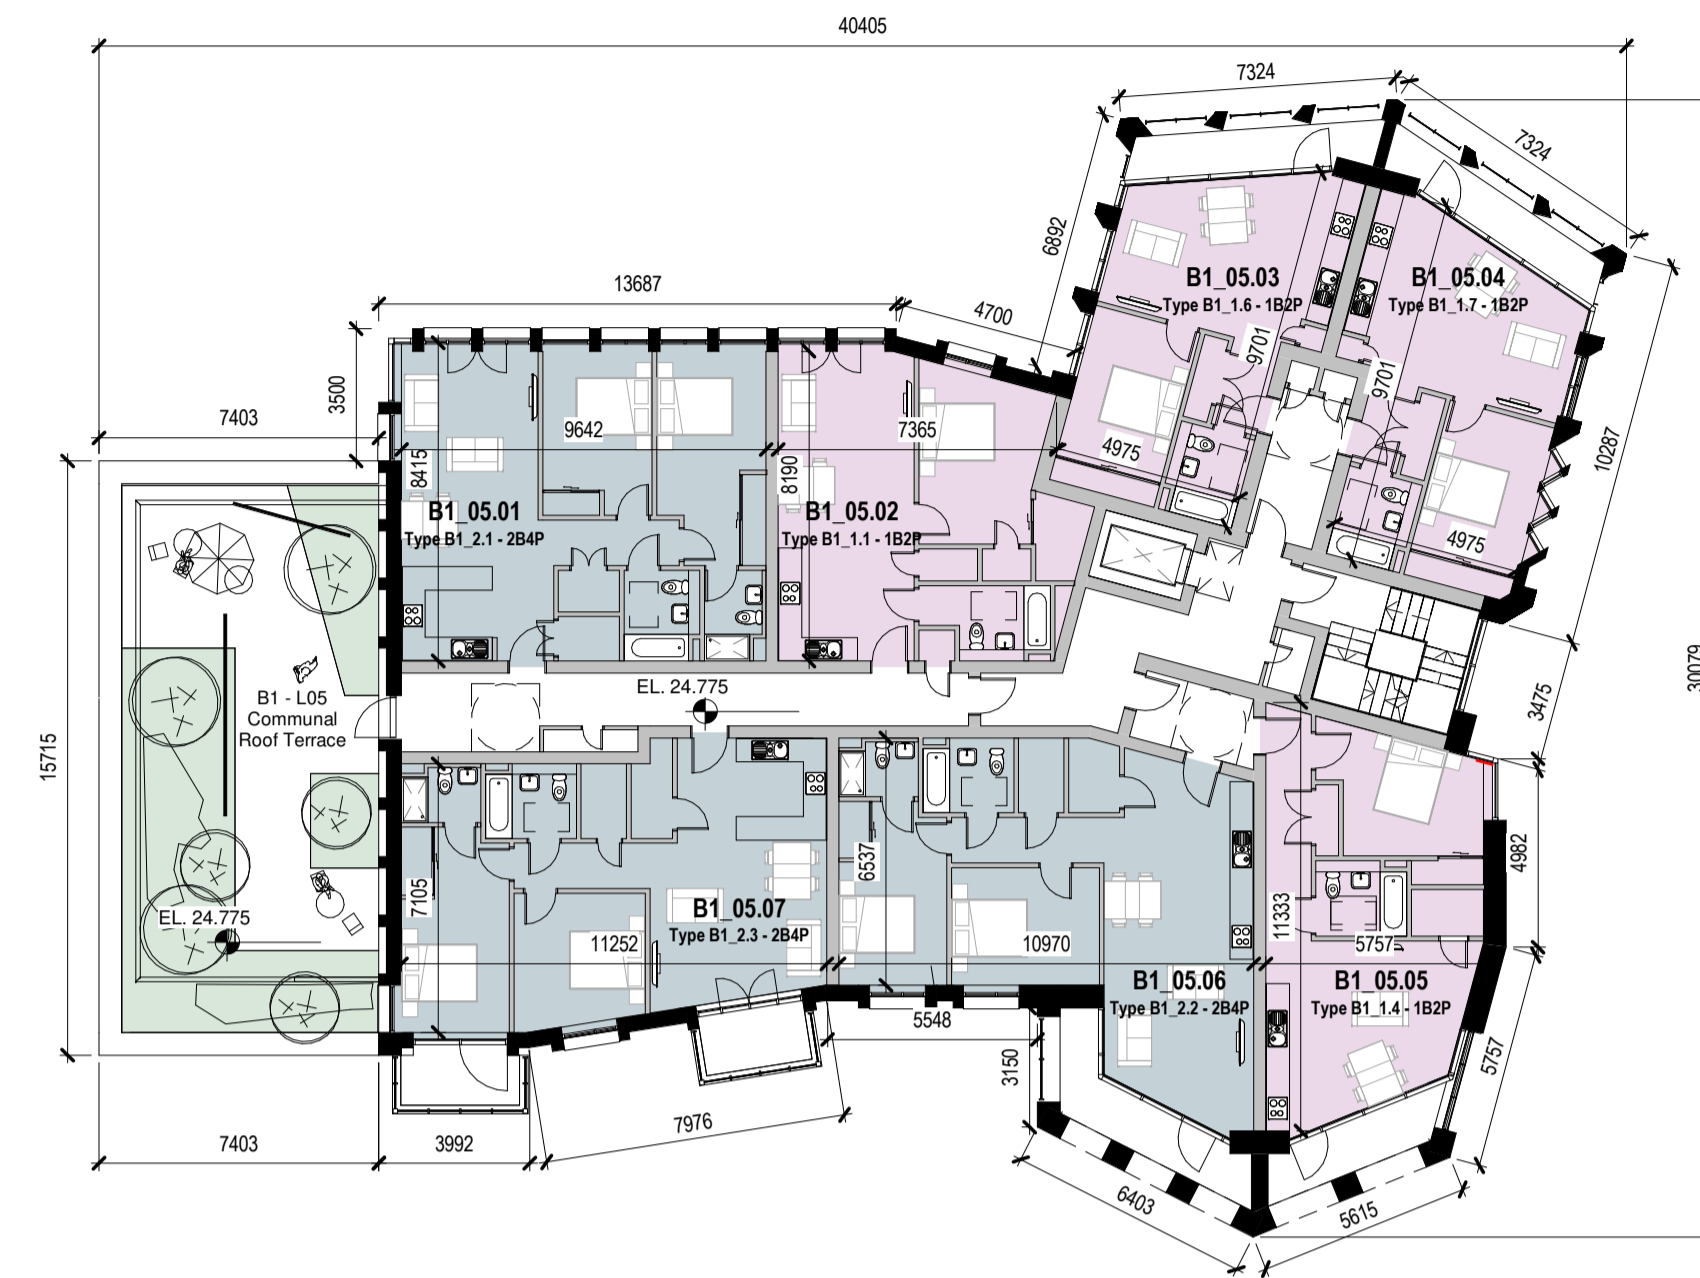 40405
7324
7324
6892
13687
4700
3500
7403
10287
B1_05.03
Type B1_1.6 - 1B2P
B1_05.04
Type B1_1.7 - 1B2P
9701
9701
9642
7365
4975
4975
8415
8190
B1_05.01
Type B1_2.1 - 2B4P
B1_05.02
Type B1_1.1 - 1B2P
30079
3475
EL. 24.775
B1 - L05
Communal
Roof Terrace
15715
4982
6537
7105
11333
EL. 24.775
B1_05.07
Type B1_2.3 - 2B4P
11252
10970
5757
B1_05.06
Type B1_2.2 - 2B4P
B1_05.05
Type B1_1.4 - 1B2P
5548
3150
5757
7403
3992
7976
6403
5615